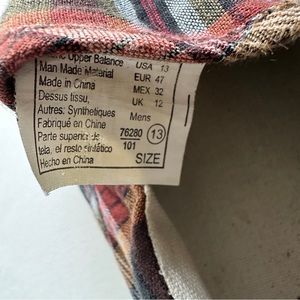 Upper Balance
Man Made Material
Made in China
Dessus tissu,
Autres: Synthetiques
Fabriqué en Chine
Parte superior de
tela, el resto sintético
Hecho en China
USA 13
EUR 47
MEX 32
UK 12
Mens
76280
101
13
SIZE